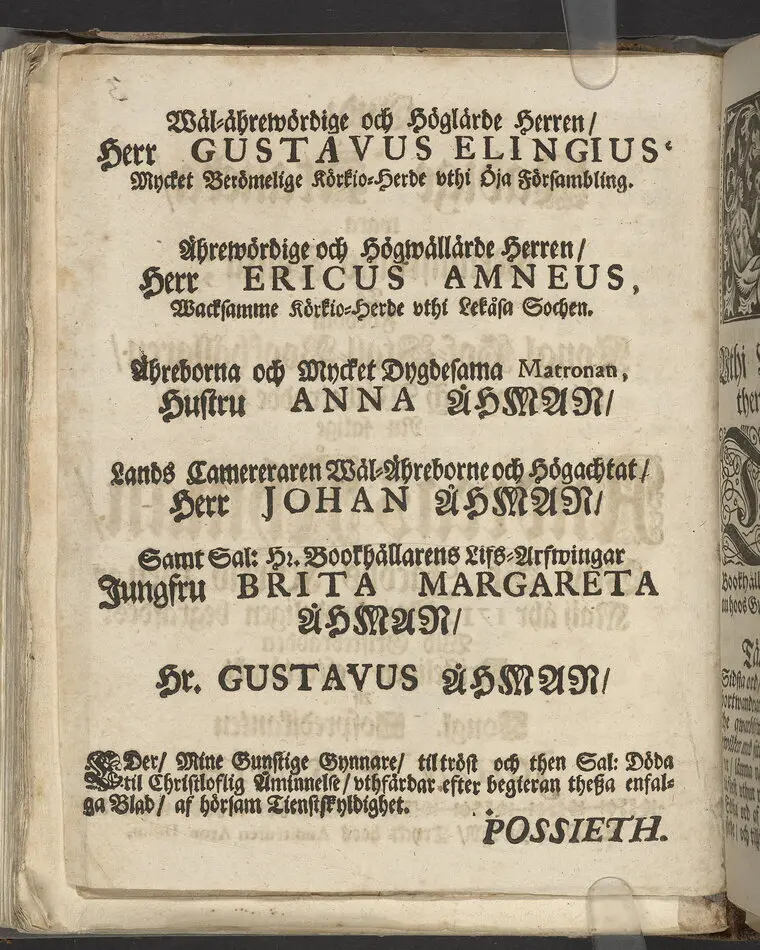 Wäl-ährewördige och Höglärde Herren/
Herr GUSTAVUS ELINGIUS
Mycket Berömelige Körkio-Herde vthi Öja Försambling.
Ährewördige och Högwällärde Herren/
Herr ERICUS AMNEUS,
Wacksamme Körkio-Herde vthi Lekåsa Sochen.
Ähreborna och Mycket Dygdesama Matronan,
Hustru ANNA ÅHMAN/
Lands Camereraren Wäl-Ähreborne och Högachtat/
Herr JOHAN ÅHMAN/
Samt Sal: Hr. Bookhållarens Lifs-Arfwingar
Jungfru BRITA MARGARETA
ÅHMAN/
Hr. GUSTAVUS ÅHMAN/
EDer/ Mine Gunstige Gynnare/ til tröst och then Sal: Döda
til Christloflig Åminnelse/ vthfärdar efter begieran theßa enfal-
ga Blad/ af hörsam Tienstskyldighet.
POSSIETH.